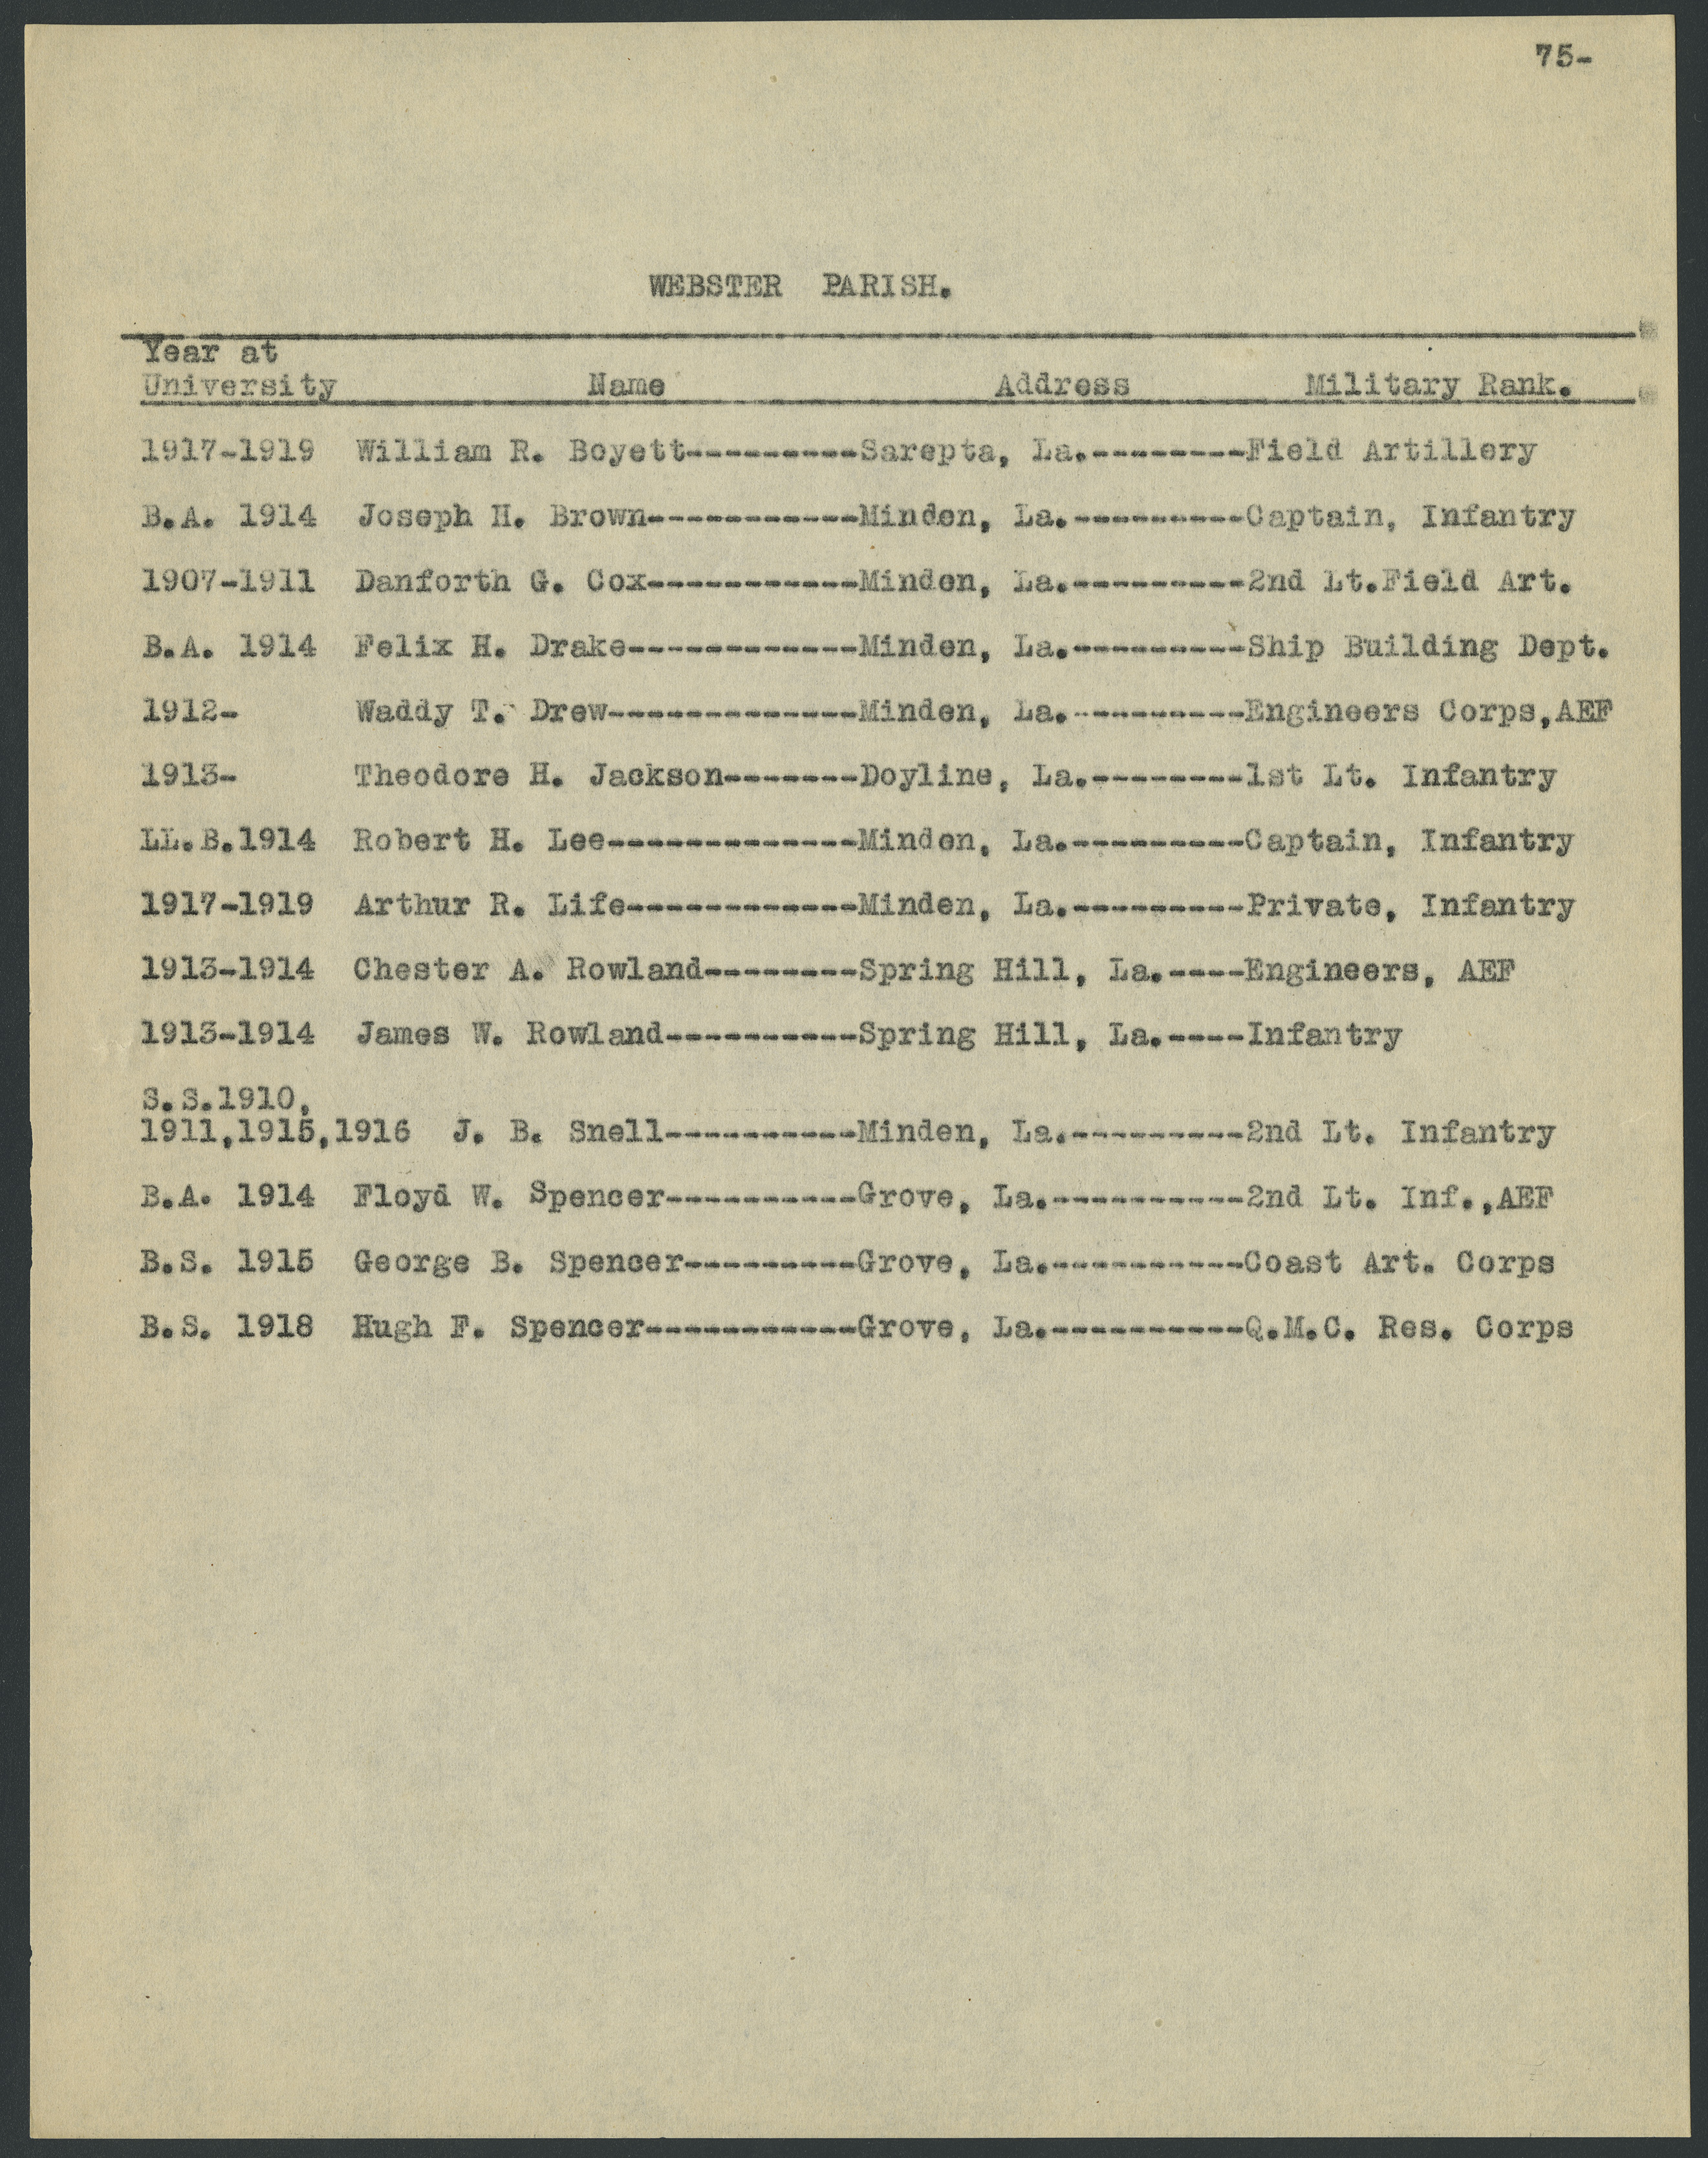 75-
WEBSTER PARISH.
Year at
University Name Address Military Rank.
1917-1919 William R. Boyett---------Sarepta, La.--------Field Artillery
B.A. 1914 Joseph H. Brown-----------Minden, La.---------Captain, Infantry
1907-1911 Danforth G. Cox-----------Minden, La.---------2nd Lt.Field Art.
B.A. 1914 Felix H. Drake------------Minden, La.---------Ship Building Dept.
1912- Waddy T. Drew-------------Minden, La.---------Engineers Corps,AEF
1913- Theodore H. Jackson-------Doyline, La.--------1st Lt. Infantry
LL.B.1914 Robert H. Lee-------------Minden, La.---------Captain, Infantry
1917-1919 Arthur R. Life------------Minden, La.---------Private, Infantry
1913-1914 Chester A. Rowland--------Spring Hill, La.----Engineers, AEF
1913-1914 James W. Rowland----------Spring Hill, La.----Infantry
S.S.1910,
1911,1915,1916 J. B. Snell----------Minden, La.---------2nd Lt. Infantry
B.A. 1914 Floyd W. Spencer----------Grove, La.----------2nd Lt. Inf.,AEF
B.S. 1915 George B. Spencer---------Grove, La.----------Coast Art. Corps
B.S. 1918 Hugh F. Spencer-----------Grove, La.----------Q.M.C. Res. Corps